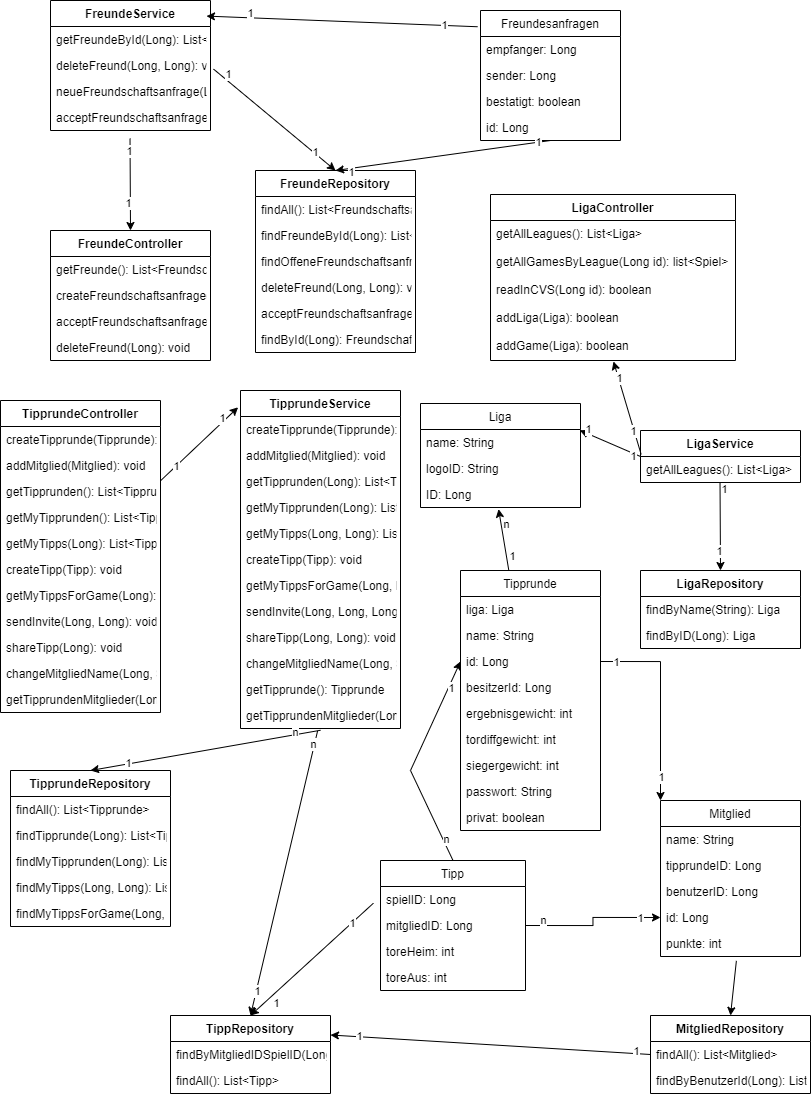 FreundeService
getFreundeById(Long): List<
deleteFreund(Long, Long): v
neueFreundschaftsanfrage(
acceptFreundschaftsanfrage
Freundesanfragen
empfanger: Long
sender: Long
bestatigt: boolean
id: Long
1
1
1
1
1
1
1
1
FreundeRepository
findAll(): List<Freundschafts
findFreundeById(Long): List<
findOffeneFreundschaftsanf
deleteFreund(Long, Long): v
acceptFreundschaftsanfrage
findById(Long): Freundschaf
FreundeController
getFreunde(): List<Freundsc
createFreundschaftsanfrage
acceptFreundschaftsanfrage
deleteFreund(Long): void
LigaController
getAllLeagues(): List<Liga>
getAllGamesByLeague(Long id): list<Spiel>
readInCVS(Long id): boolean
addLiga(Liga): boolean
addGame(Liga): boolean
TipprundeController
createTipprunde(Tipprunde):
addMitglied(Mitglied): void
getTipprunden(): List<Tippru
getMyTipprunden(): List<Tip
getMyTipps(Long): List<Tipp
createTipp(Tipp): void
getMyTippsForGame(Long):
sendInvite(Long, Long): void
shareTipp(Long): void
changeMitgliedName(Long,
getTipprundenMitglieder(Lon
1
1
TipprundeService
createTipprunde(Tipprunde):
addMitglied(Mitglied): void
getTipprunden(Long): List<T
getMyTipprunden(Long): Lis
getMyTipps(Long, Long): Lis
createTipp(Tipp): void
getMyTippsForGame(Long,
sendInvite(Long, Long, Long
shareTipp(Long, Long): void
changeMitgliedName(Long,
getTipprunde(): Tipprunde
getTipprundenMitglieder(Lon
Liga
name: String
logoID: String
ID: Long
1
1
1
1
LigaService
getAllLeagues(): List<Liga>
1
1
LigaRepository
findByName(String): Liga
findByID(Long): Liga
n
1
Tipprunde
liga: Liga
name: String
id: Long
besitzerId: Long
ergebnisgewicht: int
tordiffgewicht: int
siegergewicht: int
passwort: String
privat: boolean
1
1
1
n
n
1
n
1
TipprundeRepository
findAll(): List<Tipprunde>
findTipprunde(Long): List<Ti
findMyTipprunden(Long): Lis
findMyTipps(Long, Long): Lis
findMyTippsForGame(Long,
Tipp
spielID: Long
mitgliedID: Long
toreHeim: int
toreAus: int
n
1
1
1
Mitglied
name: String
tipprundeID: Long
benutzerID: Long
id: Long
punkte: int
TippRepository
findByMitgliedIDSpielID(Lon
findAll(): List<Tipp>
1
1
MitgliedRepository
findAll(): List<Mitglied>
findByBenutzerId(Long): List